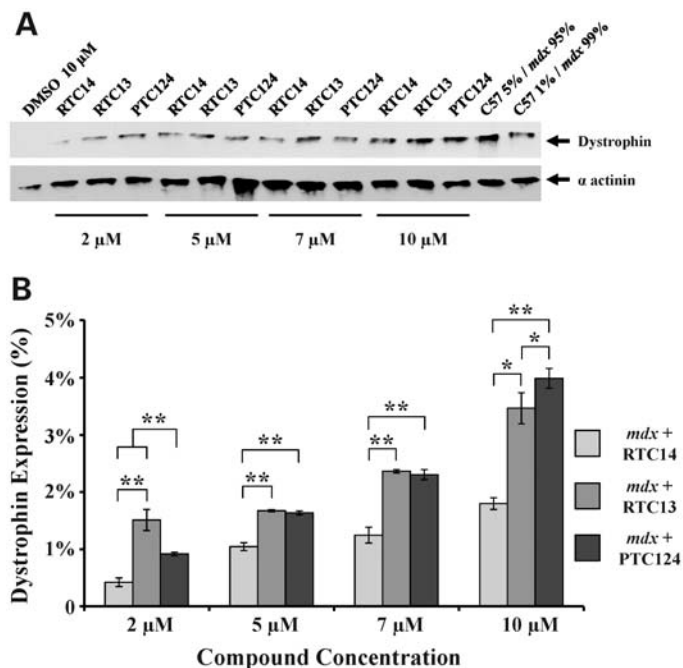 A
DMSO 10 µM
RTC14
RTC13
PTC124
RTC14
RTC13
PTC124
RTC14
RTC13
PTC124
RTC14
RTC13
PTC124
C57 5% / mdx 95%
C57 1% / mdx 99%
Dystrophin
α actinin
2 µM 5 µM 7 µM 10 µM
B
Dystrophin Expression (%)
5%
4%
3%
2%
1%
0
**
**
**
**
**
**
**
*
*
mdx +
RTC14
mdx +
RTC13
mdx +
PTC124
2 µM 5 µM 7 µM 10 µM
Compound Concentration